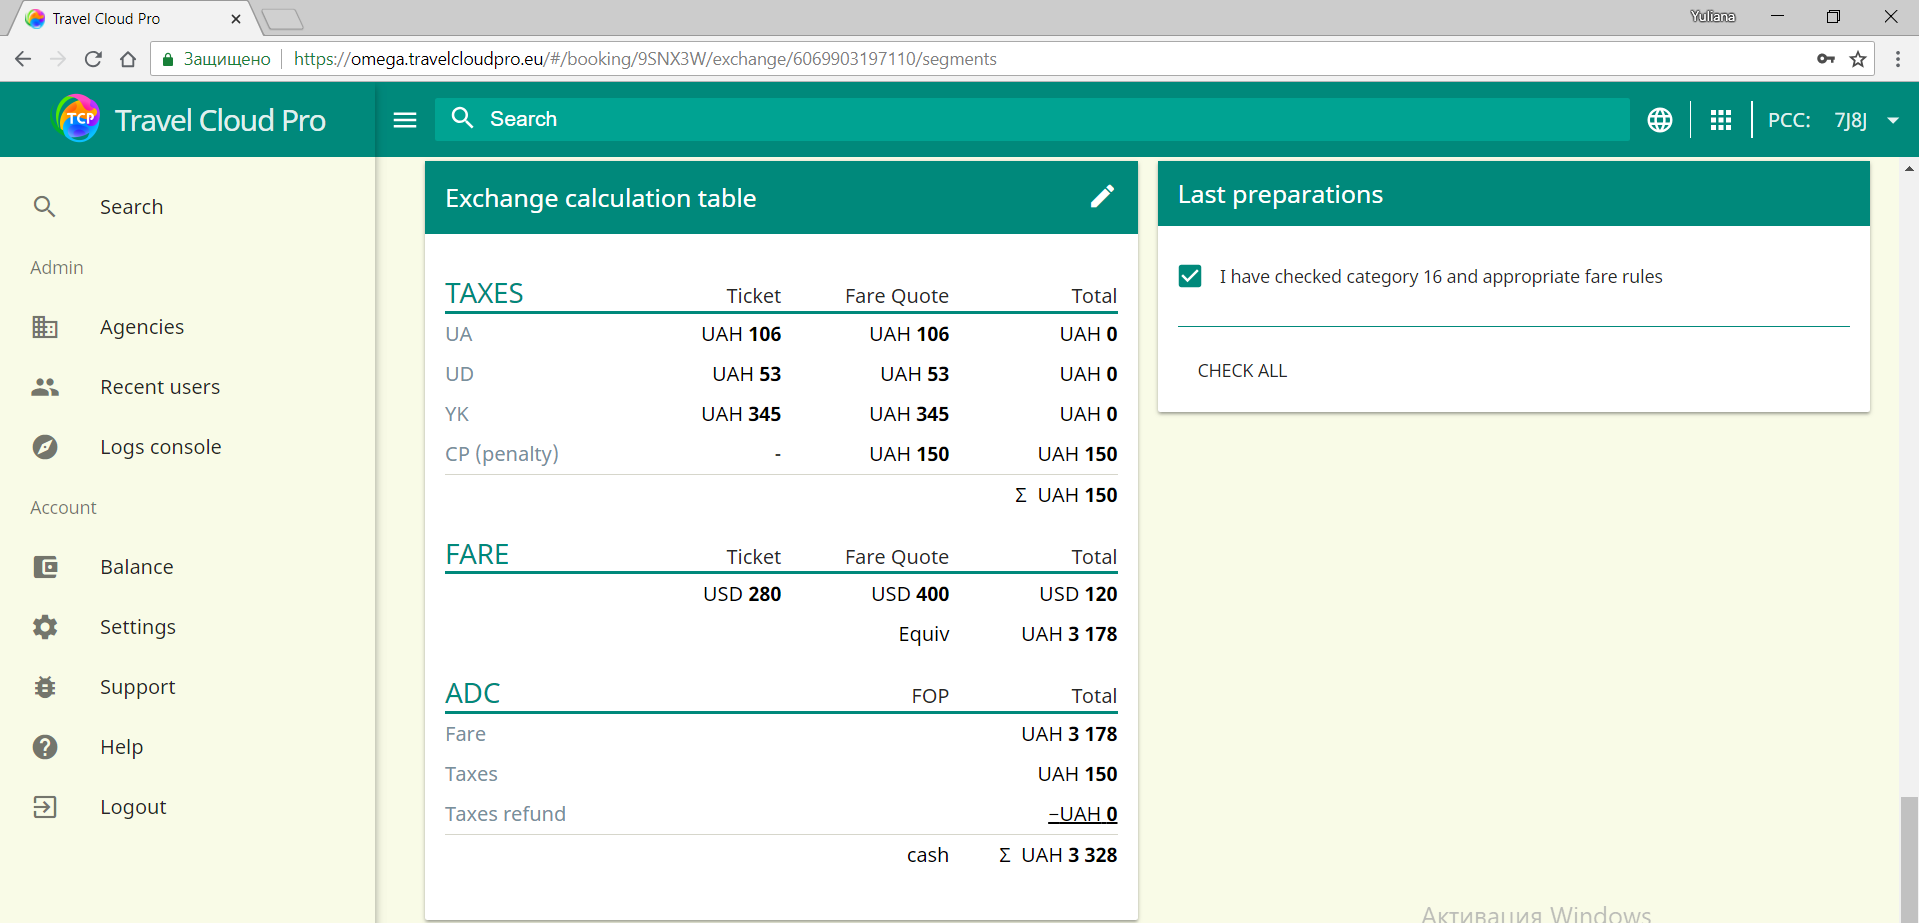 Travel Cloud Pro
Yuliana
Защищено https://omega.travelcloudpro.eu/#/booking/9SNX3W/exchange/6069903197110/segments
TCP Travel Cloud Pro
Search
PCC: 7J8J
Search
Admin
Agencies
Recent users
Logs console
Account
Balance
Settings
Support
Help
Logout
Exchange calculation table
TAXES Ticket Fare Quote Total
UA UAH 106 UAH 106 UAH 0
UD UAH 53 UAH 53 UAH 0
YK UAH 345 UAH 345 UAH 0
CP (penalty) - UAH 150 UAH 150
Σ UAH 150
FARE Ticket Fare Quote Total
USD 280 USD 400 USD 120
Equiv UAH 3 178
ADC FOP Total
Fare UAH 3 178
Taxes UAH 150
Taxes refund −UAH 0
cash Σ UAH 3 328
Last preparations
I have checked category 16 and appropriate fare rules
CHECK ALL
Активация Windows